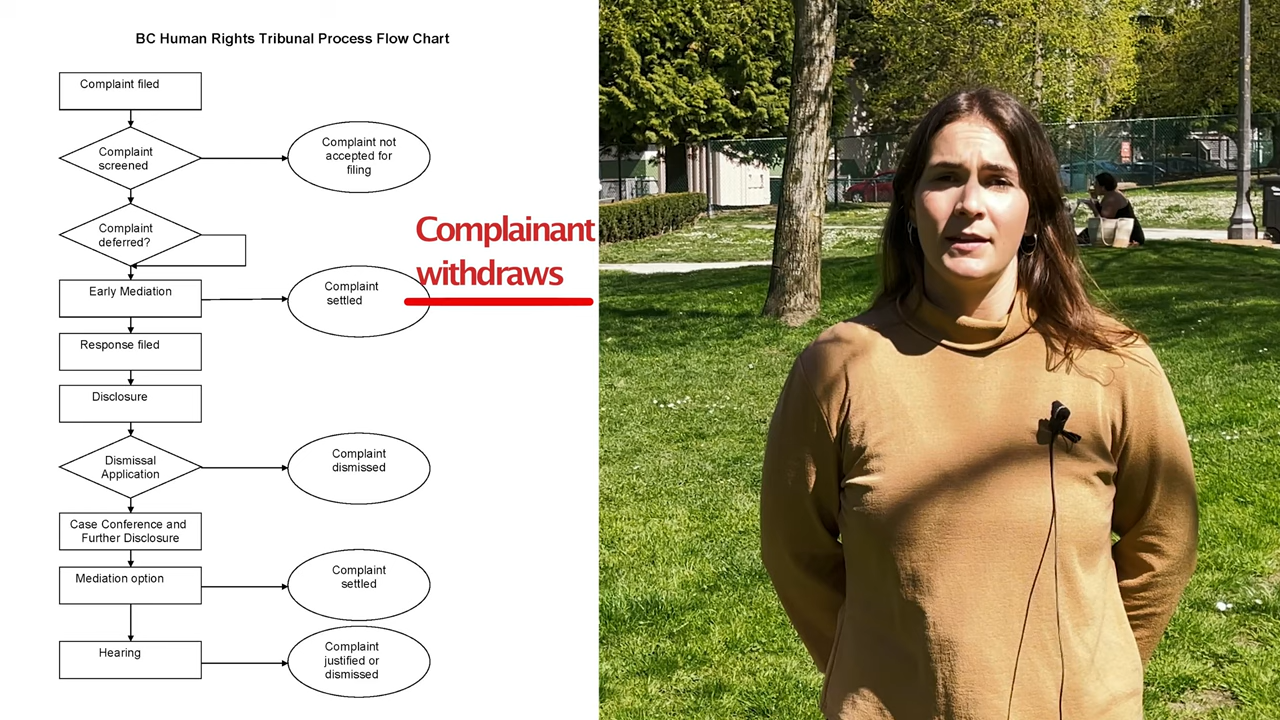 BC Human Rights Tribunal Process Flow Chart
Complaint filed
Complaint
screened
Complaint not
accepted for
filing
Complaint
deferred?
Complainant
withdraws
Early Mediation
Complaint
settled
Response filed
Disclosure
Dismissal
Application
Complaint
dismissed
Case Conference and
Further Disclosure
Mediation option
Complaint
settled
Hearing
Complaint
justified or
dismissed